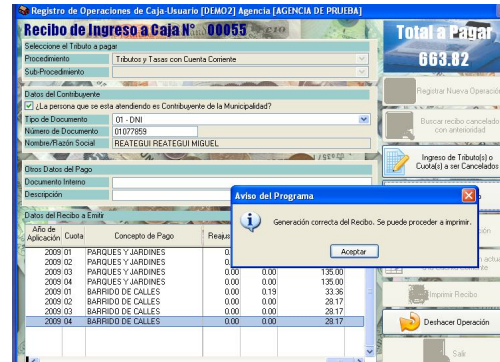 Registro de Operaciones de Caja-Usuario [DEMO2] Agencia [AGENCIA DE PRUEBA]
Recibo de Ingreso a Caja Nº 00055
Total a Pagar
663.82
Seleccione el Tributo a pagar
Procedimiento Tributos y Tasas con Cuenta Corriente
Sub-Procedimiento
Registrar Nueva Operación
Datos del Contribuyente
¿La persona que se esta atendiendo es Contribuyente de la Municipalidad?
Tipo de Documento 01 - DNI
Número de Documento 01077859
Nombre/Razón Social REATEGUI REATEGUI MIGUEL
Buscar recibo cancelado con anterioridad
Ingreso de Tributo(s) o Cuota(s) a ser Cancelados
Otros Datos del Pago
Documento Interno
Descripción
Aviso del Programa
Generación correcta del Recibo. Se puede proceder a imprimir.
Aceptar
Datos del Recibo a Emitir
Año de Aplicación Cuota Concepto de Pago Reajus
2009 01 PARQUES Y JARDINES
2009 02 PARQUES Y JARDINES
2009 03 PARQUES Y JARDINES 0.00 0.00 135.00
2009 04 PARQUES Y JARDINES 0.00 0.00 135.00
2009 01 BARRIDO DE CALLES 0.00 0.19 33.36
2009 02 BARRIDO DE CALLES 0.00 0.00 28.17
2009 03 BARRIDO DE CALLES 0.00 0.00 28.17
2009 04 BARRIDO DE CALLES 0.00 0.00 28.17
Imprimir Recibo
Deshacer Operación
Salir